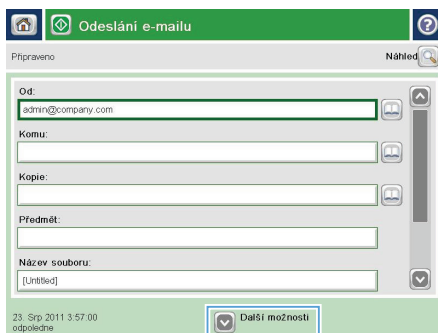 Odeslání e-mailu
Připraveno
Náhled
Od:
admin@company.com
Komu:
Kopie:
Předmět:
Název souboru:
[Untitled]
23. Srp 2011 3:57:00
odpoledne
Další možnosti